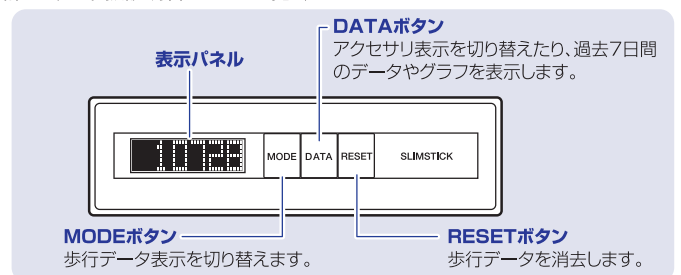 DATAボタン
アクセサリ表示を切り替えたり、過去7日間
のデータやグラフを表示します。
表示パネル
10:28
MODE DATA RESET SLIMSTICK
MODEボタン
歩行データ表示を切り替えます。
RESETボタン
歩行データを消去します。